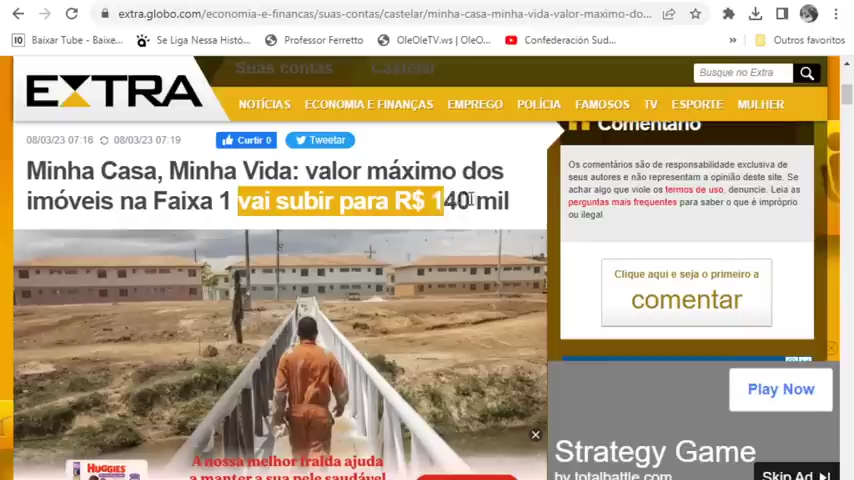 extra.globo.com/economia-e-financas/suas-contas/castelar/minha-casa-minha-vida-valor-maximo-do...
Baixar Tube - Baixe...
Se Liga Nessa Histó...
Professor Ferretto
OleOleTV.ws | OleO...
Confederación Sud...
»
Outros favoritos
Suas contas
Castelar
EXTRA
Busque no Extra
NOTÍCIAS
ECONOMIA E FINANÇAS
EMPREGO
POLÍCIA
FAMOSOS
TV
ESPORTE
MULHER
08/03/23 07:16
08/03/23 07:19
Curtir 0
Tweetar
Minha Casa, Minha Vida: valor máximo dos
imóveis na Faixa 1 vai subir para R$ 140 mil
Comentário
Os comentários são de responsabilidade exclusiva de
seus autores e não representam a opinião deste site. Se
achar algo que viole os termos de uso, denuncie. Leia as
perguntas mais frequentes para saber o que é impróprio
ou ilegal
Clique aqui e seja o primeiro a
comentar
Play Now
Strategy Game
by totalbattle.com
Skip Ad
HUGGIES
A nossa melhor fralda ajuda
a manter a sua pele saudável